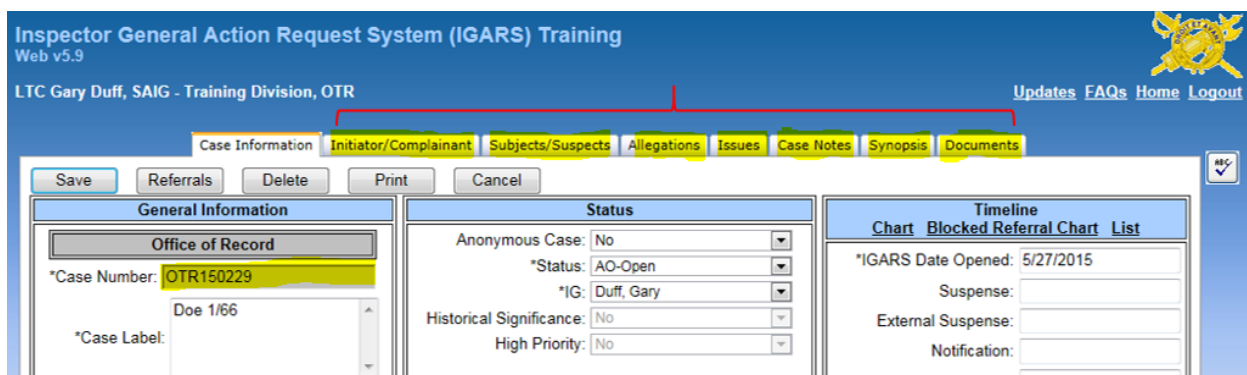 Inspector General Action Request System (IGARS) Training
Web v5.9
LTC Gary Duff, SAIG - Training Division, OTR
Updates FAQs Home Logout
Case Information Initiator/Complainant Subjects/Suspects Allegations Issues Case Notes Synopsis Documents
ABC
Save Referrals Delete Print Cancel
General Information
Office of Record
*Case Number: OTR150229
*Case Label: Doe 1/66
Status
Anonymous Case: No
*Status: AO-Open
*IG: Duff, Gary
Historical Significance: No
High Priority: No
Timeline
Chart Blocked Referral Chart List
*IGARS Date Opened: 5/27/2015
Suspense:
External Suspense:
Notification: